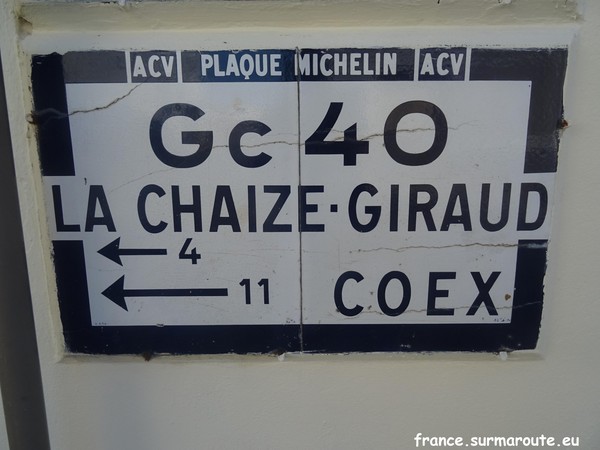 ACV PLAQUE MICHELIN ACV
Gc 40
LA CHAIZE·GIRAUD
4
11 COEX
france.surmaroute.eu